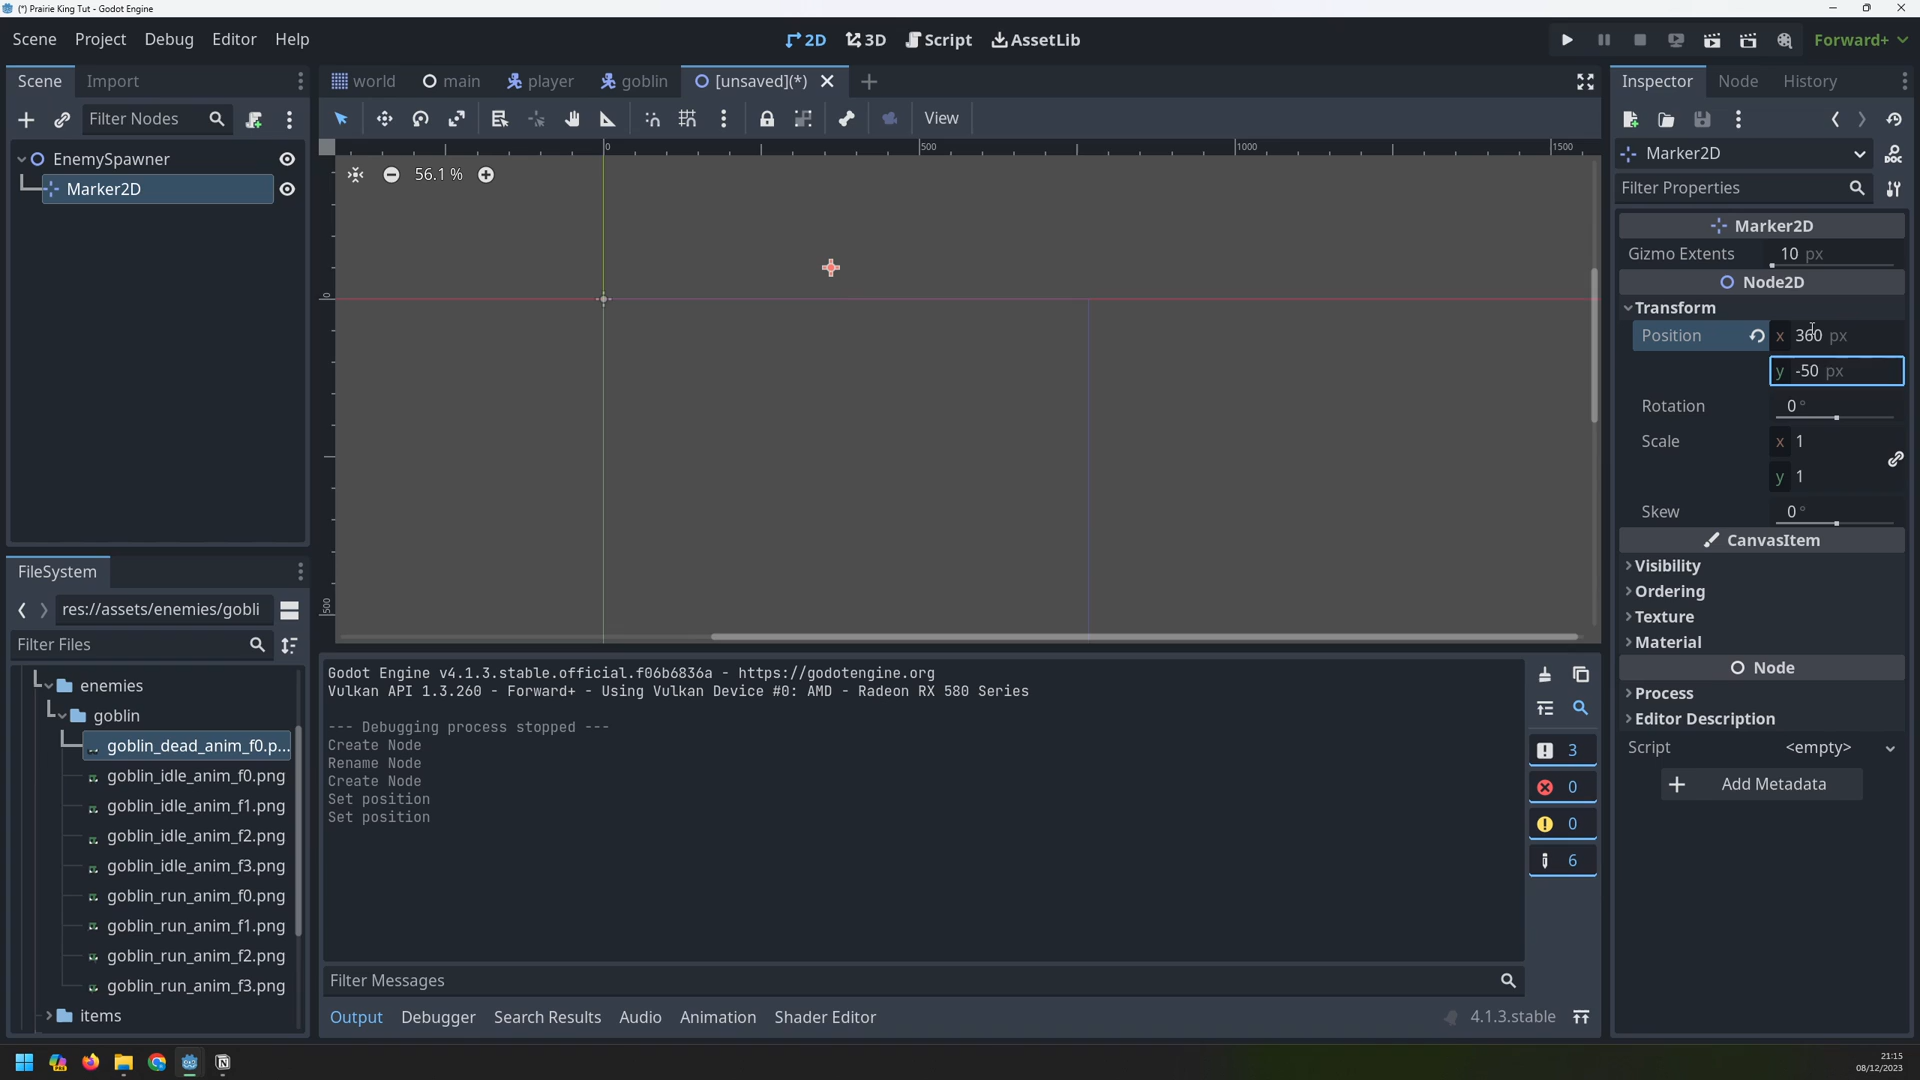 (*) Prairie King Tut - Godot Engine
Scene Project Debug Editor Help
2D 3D Script AssetLib
Forward+
Scene Import
world main player goblin [unsaved](*)
Inspector Node History
Filter Nodes
View
EnemySpawner
Marker2D
56.1 %
0 500 1000 1500
0
500
Marker2D
Filter Properties
Marker2D
Gizmo Extents 10 px
Node2D
Transform
Position x 360 px
y -50 px
Rotation 0 °
Scale x 1
y 1
Skew 0 °
CanvasItem
Visibility
Ordering
Texture
Material
Node
Process
Editor Description
Script <empty>
Add Metadata
FileSystem
res://assets/enemies/gobli
Filter Files
enemies
goblin
goblin_dead_anim_f0.p...
goblin_idle_anim_f0.png
goblin_idle_anim_f1.png
goblin_idle_anim_f2.png
goblin_idle_anim_f3.png
goblin_run_anim_f0.png
goblin_run_anim_f1.png
goblin_run_anim_f2.png
goblin_run_anim_f3.png
items
Godot Engine v4.1.3.stable.official.f06b6836a - https://godotengine.org
Vulkan API 1.3.260 - Forward+ - Using Vulkan Device #0: AMD - Radeon RX 580 Series
--- Debugging process stopped ---
Create Node
Rename Node
Create Node
Set position
Set position
3
0
0
6
Filter Messages
Output Debugger Search Results Audio Animation Shader Editor
4.1.3.stable
21:15
08/12/2023